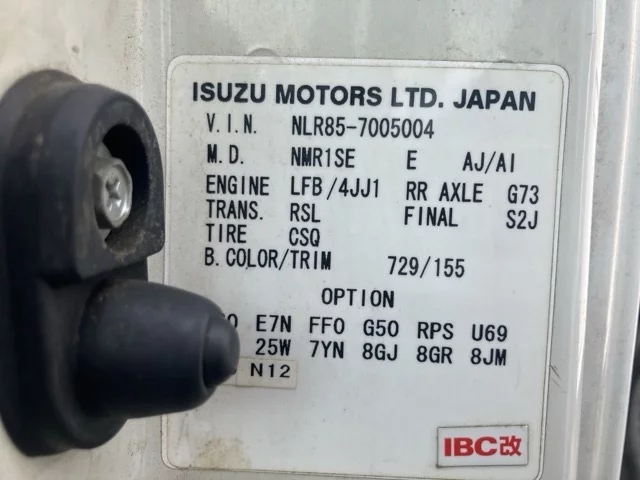 ISUZU MOTORS LTD. JAPAN
V.I.N. NLR85-7005004
M.D. NMR1SE E AJ/AI
ENGINE LFB/4JJ1 RR AXLE G73
TRANS. RSL FINAL S2J
TIRE CSQ
B.COLOR/TRIM 729/155
OPTION
E7N FF0 G50 RPS U69
25W 7YN 8GJ 8GR 8JM
N12
IBC改